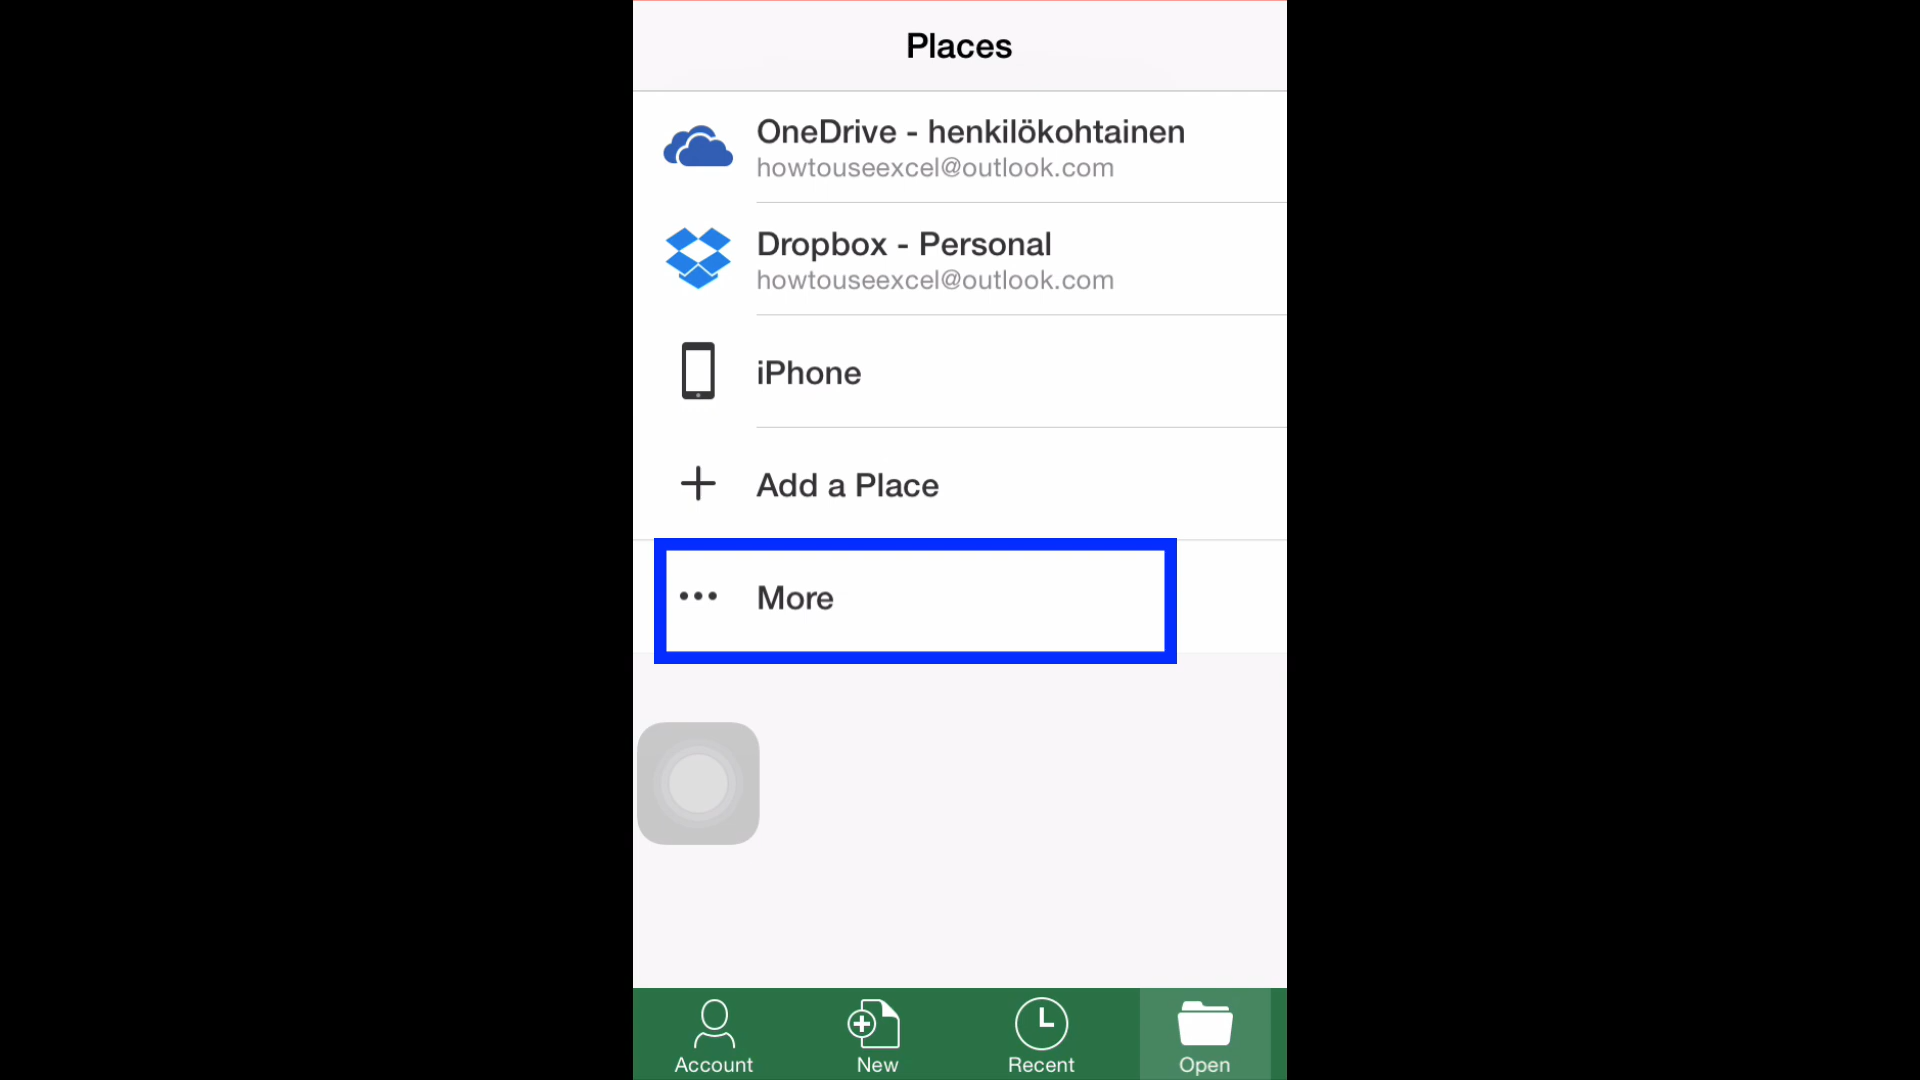 Places
OneDrive - henkilökohtainen
howtouseexcel@outlook.com
Dropbox - Personal
howtouseexcel@outlook.com
iPhone
Add a Place
More
Account
New
Recent
Open